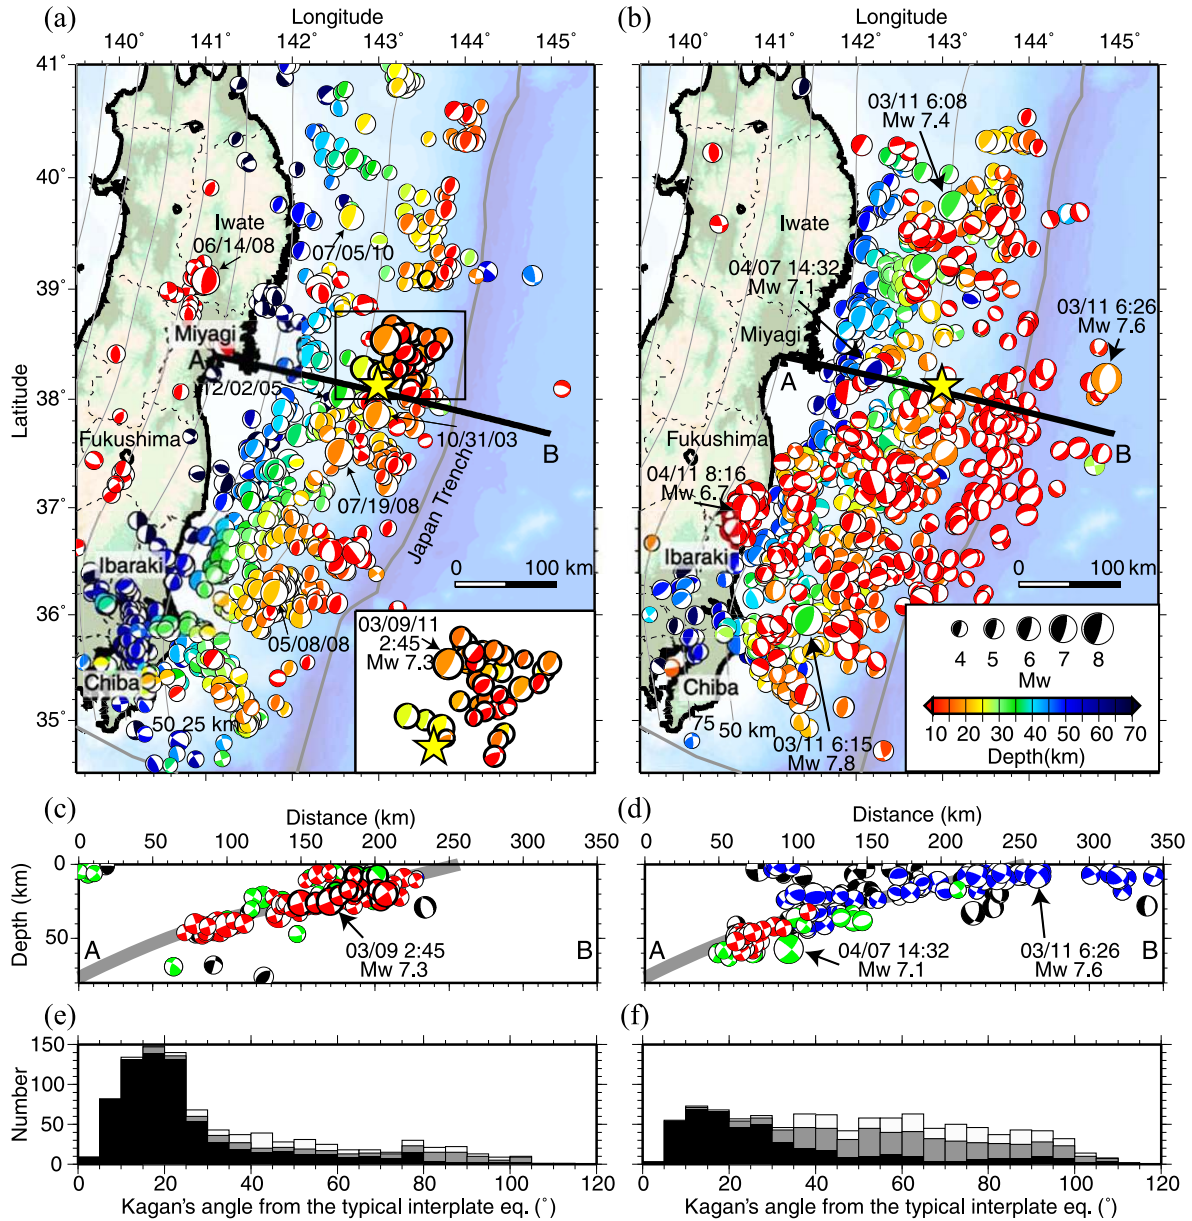 (a)
Longitude
140˚ 141˚ 142˚ 143˚ 144˚ 145˚
Latitude
41˚
40˚
39˚
38˚
37˚
36˚
35˚
Iwate
06/14/08
07/05/10
Miyagi
A
12/02/05
10/31/03
B
Fukushima
07/19/08
Japan Trench
Ibaraki
0 100 km
05/08/08
Chiba
50 25 km
03/09/11
2:45
Mw 7.3
(b)
Longitude
140˚ 141˚ 142˚ 143˚ 144˚ 145˚
41˚
40˚
39˚
38˚
37˚
36˚
35˚
03/11 6:08
Mw 7.4
Iwate
04/07 14:32
Mw 7.1
03/11 6:26
Mw 7.6
Miyagi
A
B
Fukushima
04/11 8:16
Mw 6.7
Ibaraki
0 100 km
Chiba
75 50 km
03/11 6:15
Mw 7.8
4 5 6 7 8
Mw
10 20 30 40 50 60 70
Depth(km)
(c)
Distance (km)
0 50 100 150 200 250 300 350
Depth (km)
0
50
A
B
03/09 2:45
Mw 7.3
(d)
Distance (km)
0 50 100 150 200 250 300 350
0
50
A
B
04/07 14:32
Mw 7.1
03/11 6:26
Mw 7.6
(e)
Number
150
100
50
0
0 20 40 60 80 100 120
Kagan's angle from the typical interplate eq. (˚)
(f)
0 20 40 60 80 100 120
Kagan's angle from the typical interplate eq. (˚)